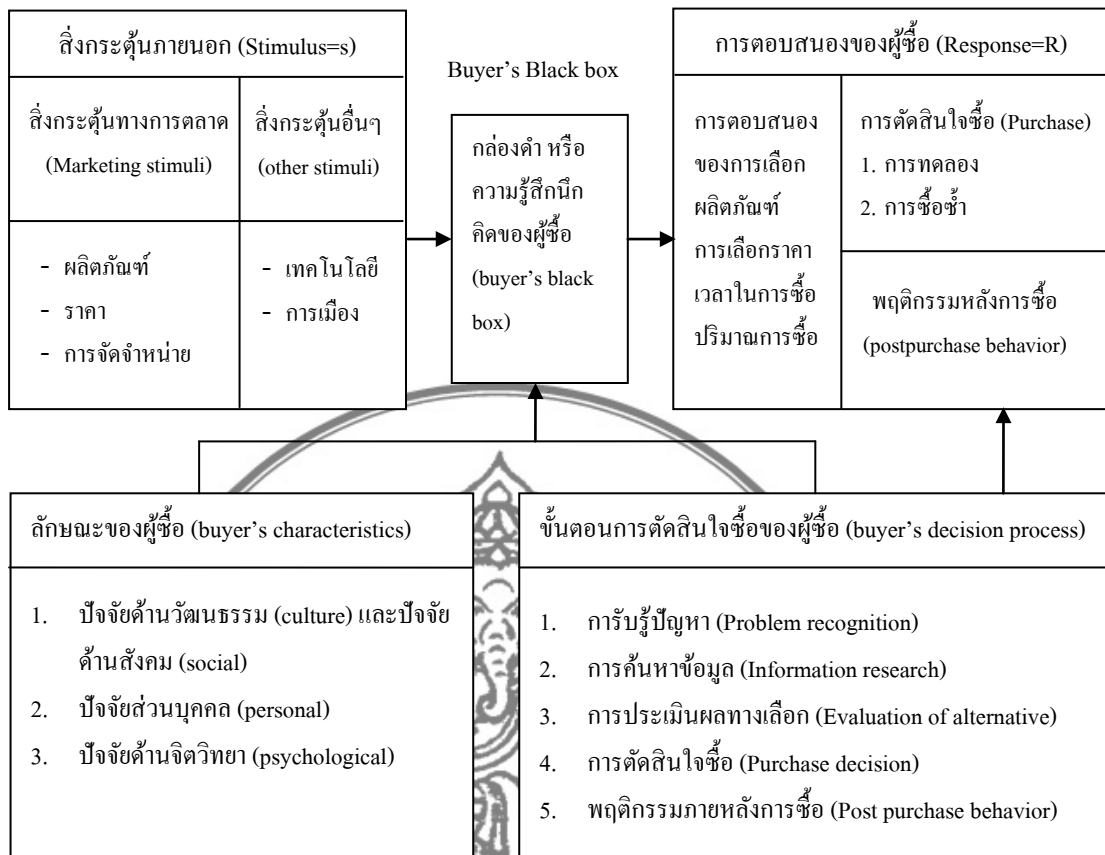 สิ่งกระตุ้นภายนอก (Stimulus=s)
สิ่งกระตุ้นทางการตลาด
(Marketing stimuli)
สิ่งกระตุ้นอื่นๆ
(other stimuli)
- ผลิตภัณฑ์
- ราคา
- การจัดจำหน่าย
- เทคโนโลยี
- การเมือง
Buyer's Black box
กล่องดำ หรือ
ความรู้สึกนึก
คิดของผู้ซื้อ
(buyer's black
box)
การตอบสนองของผู้ซื้อ (Response=R)
การตอบสนอง
ของการเลือก
ผลิตภัณฑ์
การเลือกราคา
เวลาในการซื้อ
ปริมาณการซื้อ
การตัดสินใจซื้อ (Purchase)
1. การทดลอง
2. การซื้อซ้ำ
พฤติกรรมหลังการซื้อ
(postpurchase behavior)
ลักษณะของผู้ซื้อ (buyer's characteristics)
1. ปัจจัยด้านวัฒนธรรม (culture) และปัจจัย
ด้านสังคม (social)
2. ปัจจัยส่วนบุคคล (personal)
3. ปัจจัยด้านจิตวิทยา (psychological)
ขั้นตอนการตัดสินใจซื้อของผู้ซื้อ (buyer's decision process)
1. การับรู้ปัญหา (Problem recognition)
2. การค้นหาข้อมูล (Information research)
3. การประเมินผลทางเลือก (Evaluation of alternative)
4. การตัดสินใจซื้อ (Purchase decision)
5. พฤติกรรมภายหลังการซื้อ (Post purchase behavior)